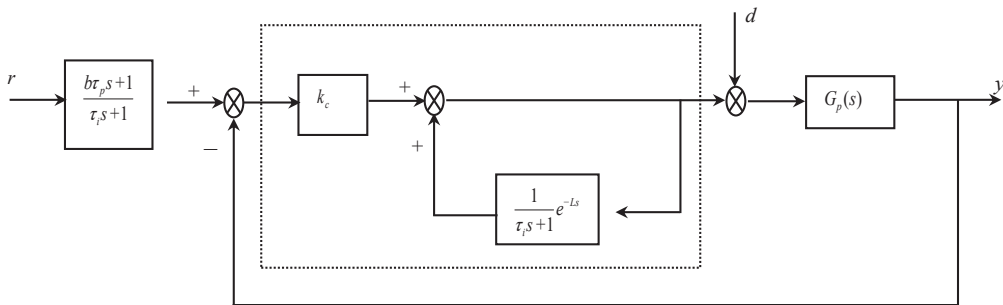 d
r
bτ_p s+1
τ_i s+1
+
−
k_c
+
+
G_p(s)
y
1
τ_i s+1
e^{−Ls}